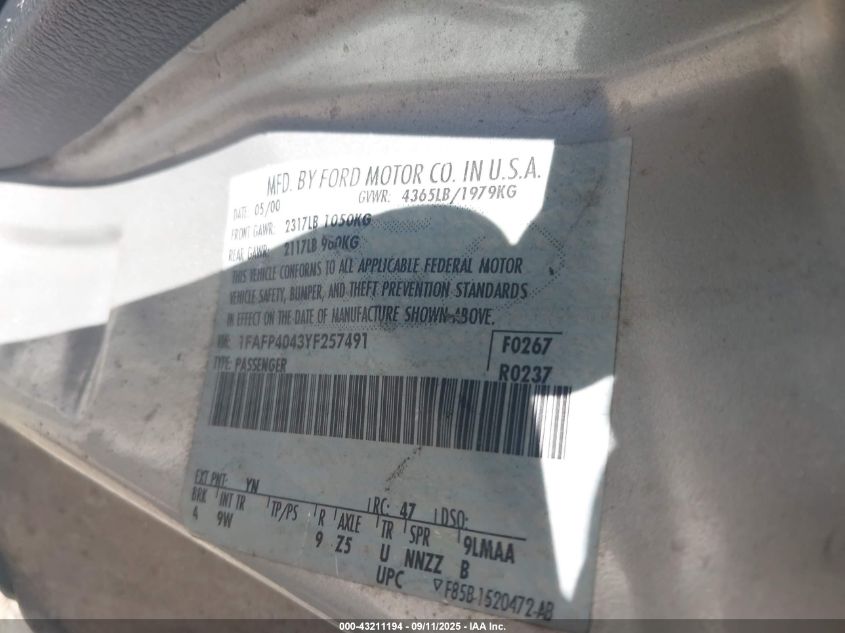 MFD. BY FORD MOTOR CO. IN U.S.A.
DATE: 05/00 GVWR: 4365LB/1979KG
FRONT GAWR: 2317LB 1050KG
REAR GAWR: 2117LB 960KG
THIS VEHICLE CONFORMS TO ALL APPLICABLE FEDERAL MOTOR
VEHICLE SAFETY, BUMPER, AND THEFT PREVENTION STANDARDS
IN EFFECT ON THE DATE OF MANUFACTURE SHOWN ABOVE.
VIN: 1FAFP4043YF257491 F0267
TYPE: PASSENGER R0237
EXT PNT: YN RC: 47 DSO:
BRK INT TR TP/PS R AXLE TR SPR 9LMAA
4 9W 9 Z5 U NNZZ B
UPC ▽F85B-1520472-AB
000-43211194 - 09/11/2025 - IAA Inc.